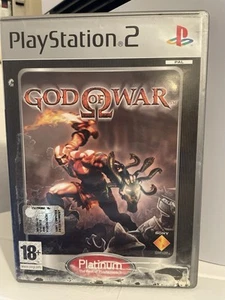 PlayStation 2
PAL
GOD OF WAR
18+
SONY
Platinum